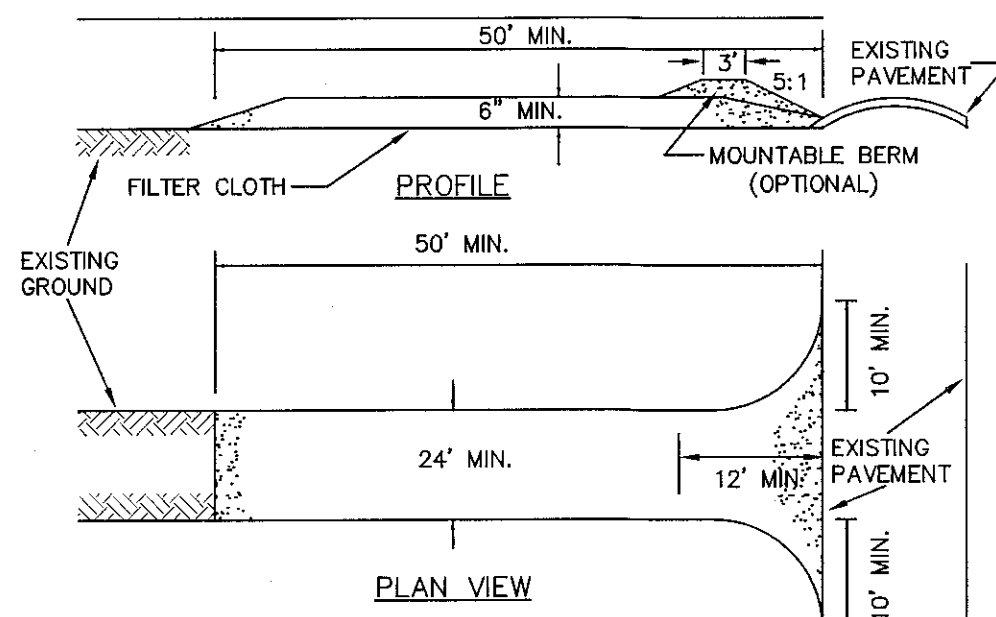 50' MIN.
EXISTING
PAVEMENT
3'
5:1
6" MIN.
MOUNTABLE BERM
(OPTIONAL)
FILTER CLOTH
PROFILE
50' MIN.
EXISTING
GROUND
10' MIN.
24' MIN.
12' MIN.
EXISTING
PAVEMENT
10' MIN.
PLAN VIEW